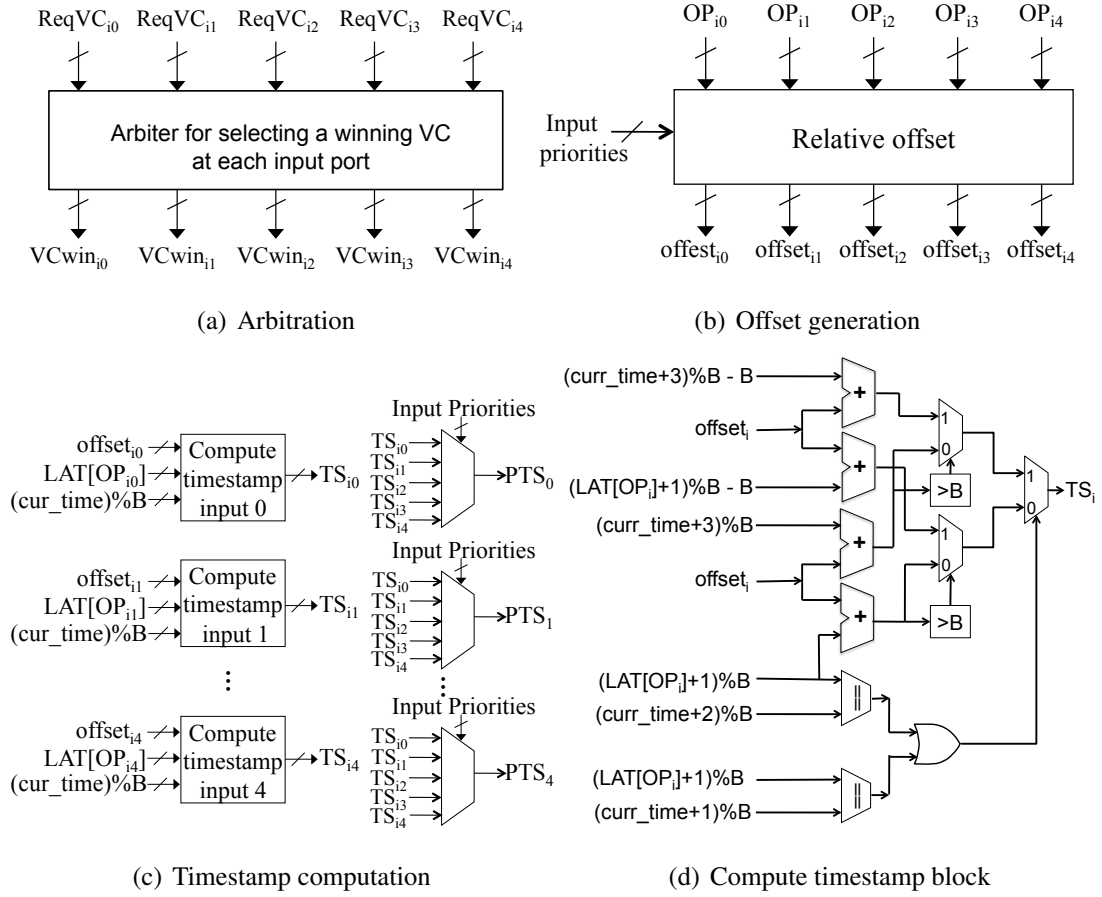 ReqVCi0 ReqVCi1 ReqVCi2 ReqVCi3 ReqVCi4
Arbiter for selecting a winning VC
at each input port
VCwini0 VCwini1 VCwini2 VCwini3 VCwini4
(a) Arbitration
OPi0 OPi1 OPi2 OPi3 OPi4
Input
priorities
Relative offset
offesti0 offseti1 offseti2 offseti3 offseti4
(b) Offset generation
offseti0
LAT[OPi0]
(cur_time)%B
Compute
timestamp
input 0
TSi0
Input Priorities
TSi0
TSi1
TSi2
TSi3
TSi4
PTS0
offseti1
LAT[OPi1]
(cur_time)%B
Compute
timestamp
input 1
TSi1
Input Priorities
TSi0
TSi1
TSi2
TSi3
TSi4
PTS1
offseti4
LAT[OPi4]
(cur_time)%B
Compute
timestamp
input 4
TSi4
Input Priorities
TSi0
TSi1
TSi2
TSi3
TSi4
PTS4
(c) Timestamp computation
(curr_time+3)%B - B
offseti
(LAT[OPi]+1)%B - B
(curr_time+3)%B
offseti
(LAT[OPi]+1)%B
(curr_time+2)%B
(LAT[OPi]+1)%B
(curr_time+1)%B
+
+
+
+
||
||
1
0
>B
1
0
>B
1
0
TSi
(d) Compute timestamp block